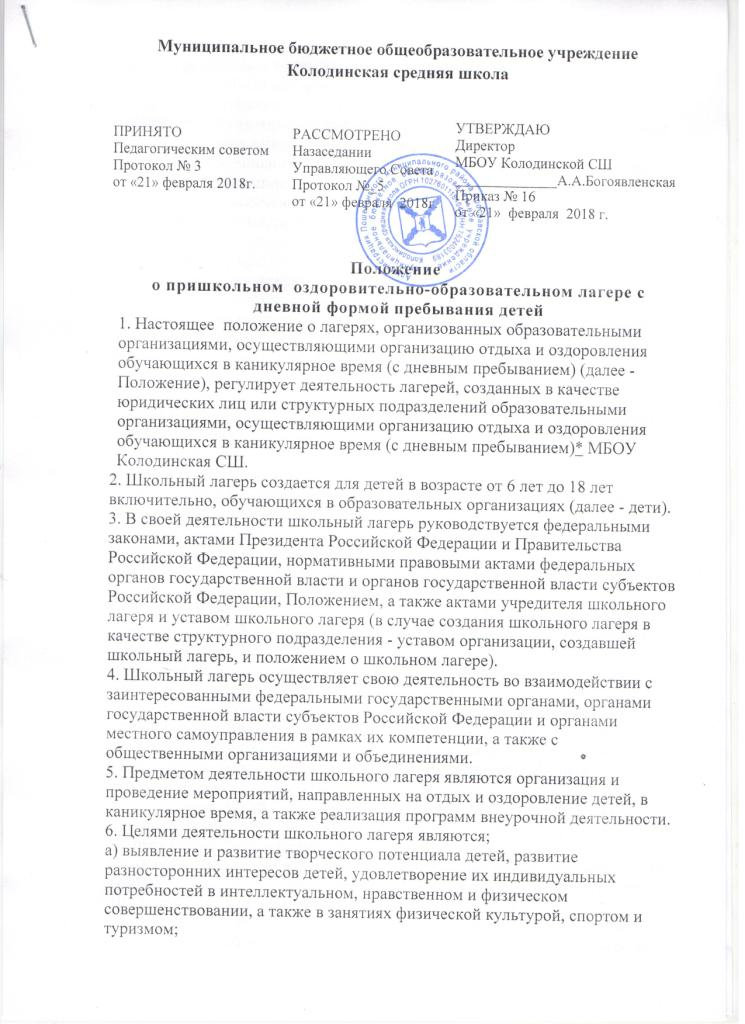 Муниципальное бюджетное общеобразовательное учреждение
Колодинская средняя школа
ПРИНЯТО
Педагогическим советом
Протокол № 3
от «21» февраля 2018г.
РАССМОТРЕНО
Назаседании
Управляющего Совета
Протокол № 5
от «21» февраля 2018г
УТВЕРЖДАЮ
Директор
МБОУ Колодинской СШ
_____________А.А.Богоявленская
Приказ № 16
от «21» февраля 2018 г.
Положение
о пришкольном оздоровительно-образовательном лагере с
дневной формой пребывания детей
1. Настоящее положение о лагерях, организованных образовательными
организациями, осуществляющими организацию отдыха и оздоровления
обучающихся в каникулярное время (с дневным пребыванием) (далее -
Положение), регулирует деятельность лагерей, созданных в качестве
юридических лиц или структурных подразделений образовательными
организациями, осуществляющими организацию отдыха и оздоровления
обучающихся в каникулярное время (с дневным пребыванием)* МБОУ
Колодинская СШ.
2. Школьный лагерь создается для детей в возрасте от 6 лет до 18 лет
включительно, обучающихся в образовательных организациях (далее - дети).
3. В своей деятельности школьный лагерь руководствуется федеральными
законами, актами Президента Российской Федерации и Правительства
Российской Федерации, нормативными правовыми актами федеральных
органов государственной власти и органов государственной власти субъектов
Российской Федерации, Положением, а также актами учредителя школьного
лагеря и уставом школьного лагеря (в случае создания школьного лагеря в
качестве структурного подразделения - уставом организации, создавшей
школьный лагерь, и положением о школьном лагере).
4. Школьный лагерь осуществляет свою деятельность во взаимодействии с
заинтересованными федеральными государственными органами, органами
государственной власти субъектов Российской Федерации и органами
местного самоуправления в рамках их компетенции, а также с
общественными организациями и объединениями.
5. Предметом деятельности школьного лагеря являются организация и
проведение мероприятий, направленных на отдых и оздоровление детей, в
каникулярное время, а также реализация программ внеурочной деятельности.
6. Целями деятельности школьного лагеря являются;
а) выявление и развитие творческого потенциала детей, развитие
разносторонних интересов детей, удовлетворение их индивидуальных
потребностей в интеллектуальном, нравственном и физическом
совершенствовании, а также в занятиях физической культурой, спортом и
туризмом;